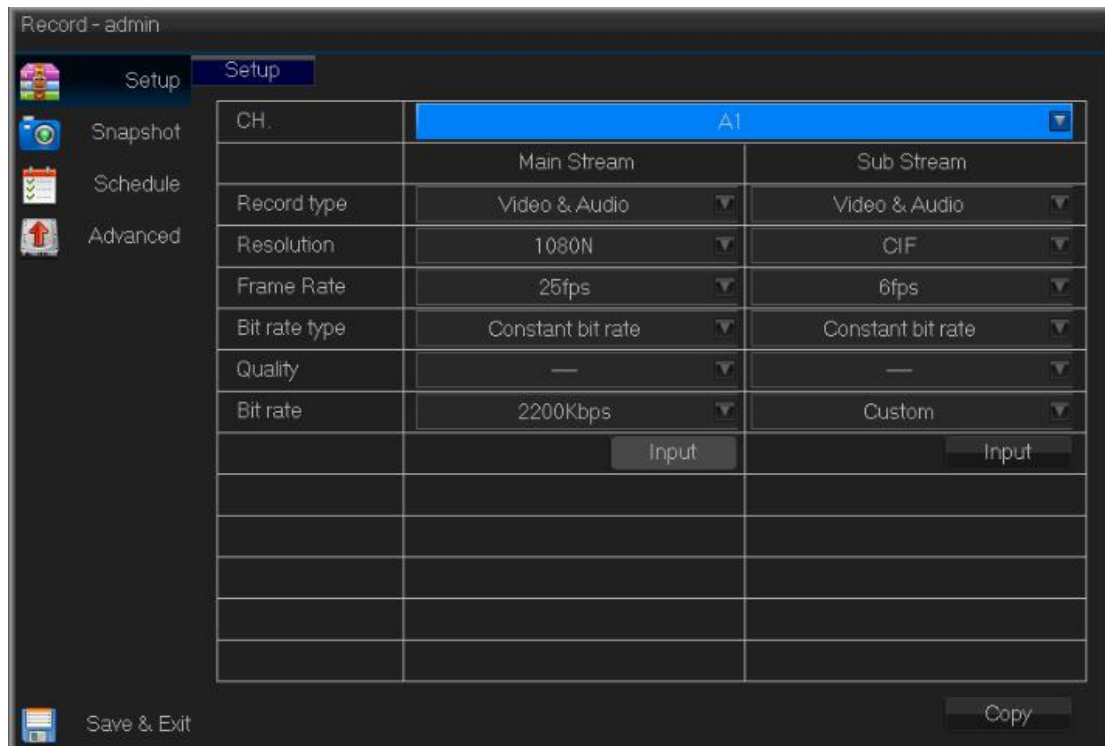 Record - admin
Setup
Snapshot
Schedule
Advanced
Save & Exit
Setup
CH. A1
Main Stream Sub Stream
Record type Video & Audio Video & Audio
Resolution 1080N CIF
Frame Rate 25fps 6fps
Bit rate type Constant bit rate Constant bit rate
Quality — —
Bit rate 2200Kbps Custom
Input Input
Copy